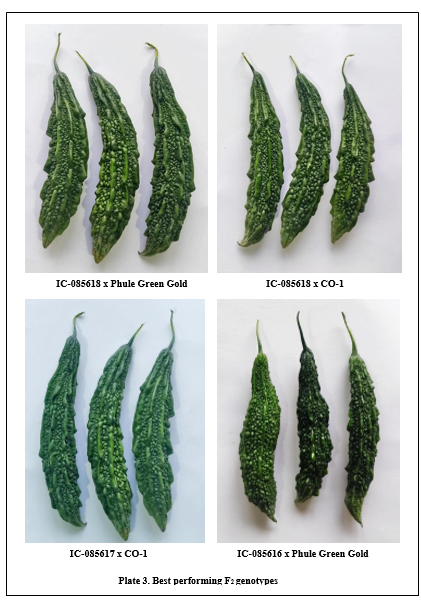 IC-085618 x Phule Green Gold
IC-085618 x CO-1
IC-085617 x CO-1
IC-085616 x Phule Green Gold
Plate 3. Best performing F₂ genotypes